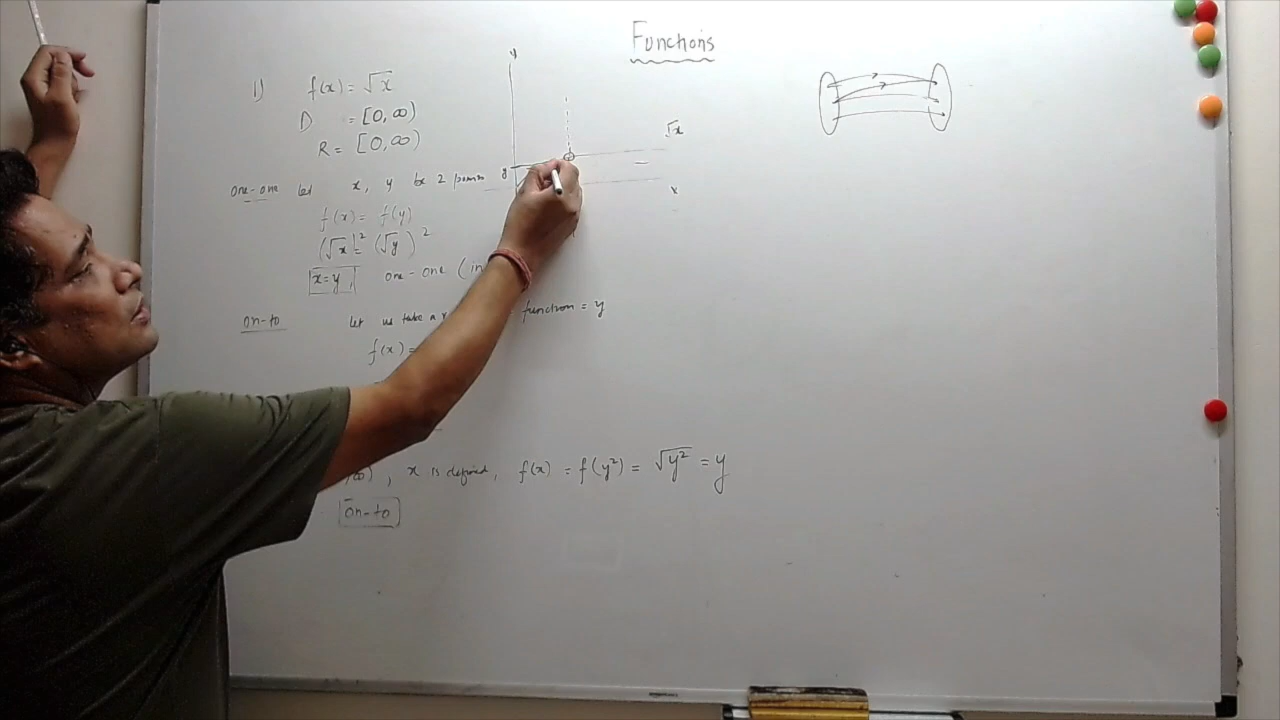 Functions
1) f(x) = √x
D = [0, ∞)
R = [0, ∞)
y
√x
x
one-one let x, y be 2 points
f(x) = f(y)
(√x)² = (√y)²
x=y, one-one (in
on-to let us take a function = y
f(x) =
∞), x is defined, f(x) = f(y²) = √y² = y
on-to